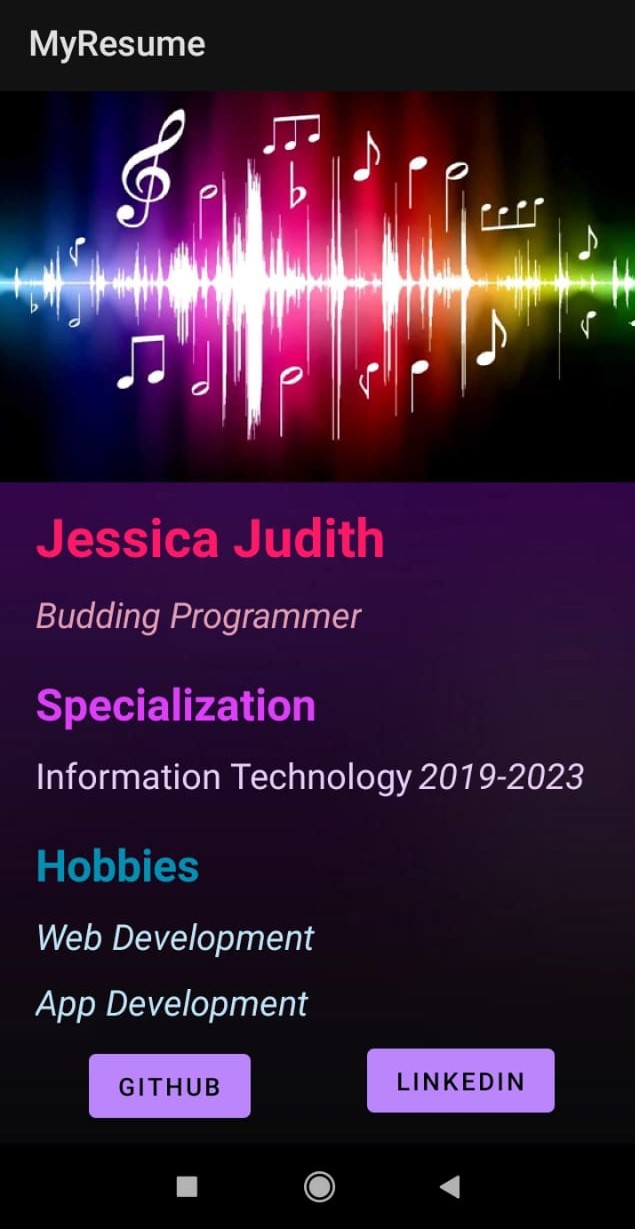 MyResume
Jessica Judith
Budding Programmer
Specialization
Information Technology 2019-2023
Hobbies
Web Development
App Development
GITHUB
LINKEDIN